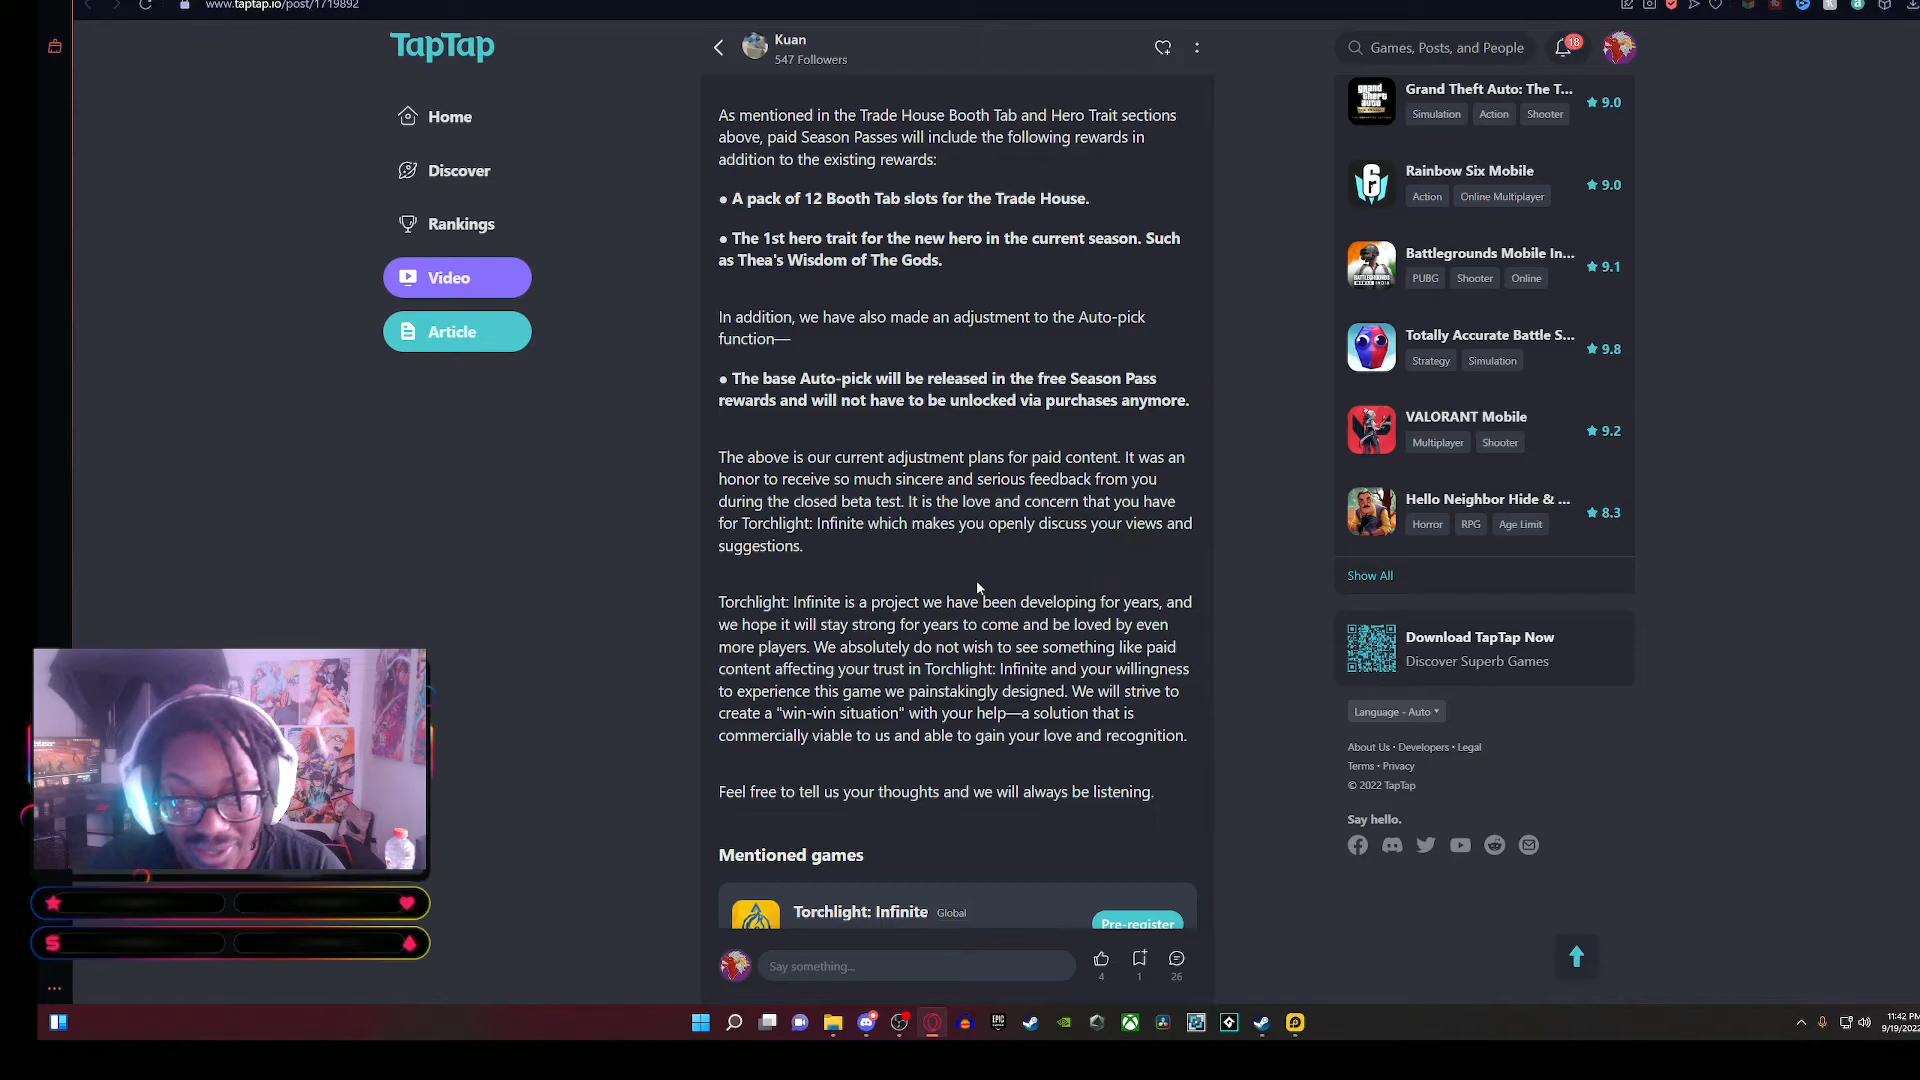 www.taptap.io/post/1719892
TapTap
Home
Discover
Rankings
Video
Article
Kuan
547 Followers
As mentioned in the Trade House Booth Tab and Hero Trait sections
above, paid Season Passes will include the following rewards in
addition to the existing rewards:
● A pack of 12 Booth Tab slots for the Trade House.
● The 1st hero trait for the new hero in the current season. Such
as Thea's Wisdom of The Gods.
In addition, we have also made an adjustment to the Auto-pick
function—
● The base Auto-pick will be released in the free Season Pass
rewards and will not have to be unlocked via purchases anymore.
The above is our current adjustment plans for paid content. It was an
honor to receive so much sincere and serious feedback from you
during the closed beta test. It is the love and concern that you have
for Torchlight: Infinite which makes you openly discuss your views and
suggestions.
Torchlight: Infinite is a project we have been developing for years, and
we hope it will stay strong for years to come and be loved by even
more players. We absolutely do not wish to see something like paid
content affecting your trust in Torchlight: Infinite and your willingness
to experience this game we painstakingly designed. We will strive to
create a "win-win situation" with your help—a solution that is
commercially viable to us and able to gain your love and recognition.
Feel free to tell us your thoughts and we will always be listening.
Mentioned games
Torchlight: Infinite Global
Pre-register
Say something...
4
1
26
Games, Posts, and People
18
Grand Theft Auto: The T...
Simulation Action Shooter
9.0
Rainbow Six Mobile
Action Online Multiplayer
9.0
Battlegrounds Mobile In...
PUBG Shooter Online
9.1
Totally Accurate Battle S...
Strategy Simulation
9.8
VALORANT Mobile
Multiplayer Shooter
9.2
Hello Neighbor Hide & ...
Horror RPG Age Limit
8.3
Show All
Download TapTap Now
Discover Superb Games
Language - Auto
About Us • Developers • Legal
Terms • Privacy
© 2022 TapTap
Say hello.
11:42 PM
9/19/2022